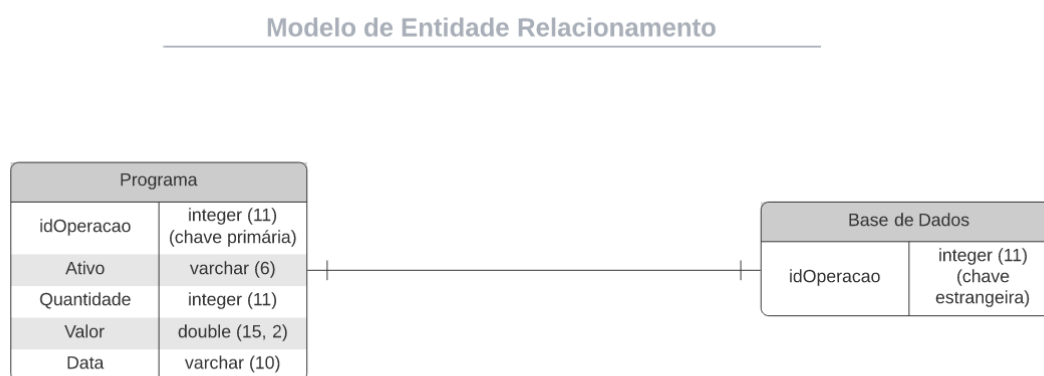 Modelo de Entidade Relacionamento
Programa
idOperacao
integer (11)
(chave primária)
Ativo
varchar (6)
Quantidade
integer (11)
Valor
double (15, 2)
Data
varchar (10)
Base de Dados
idOperacao
integer (11)
(chave
estrangeira)